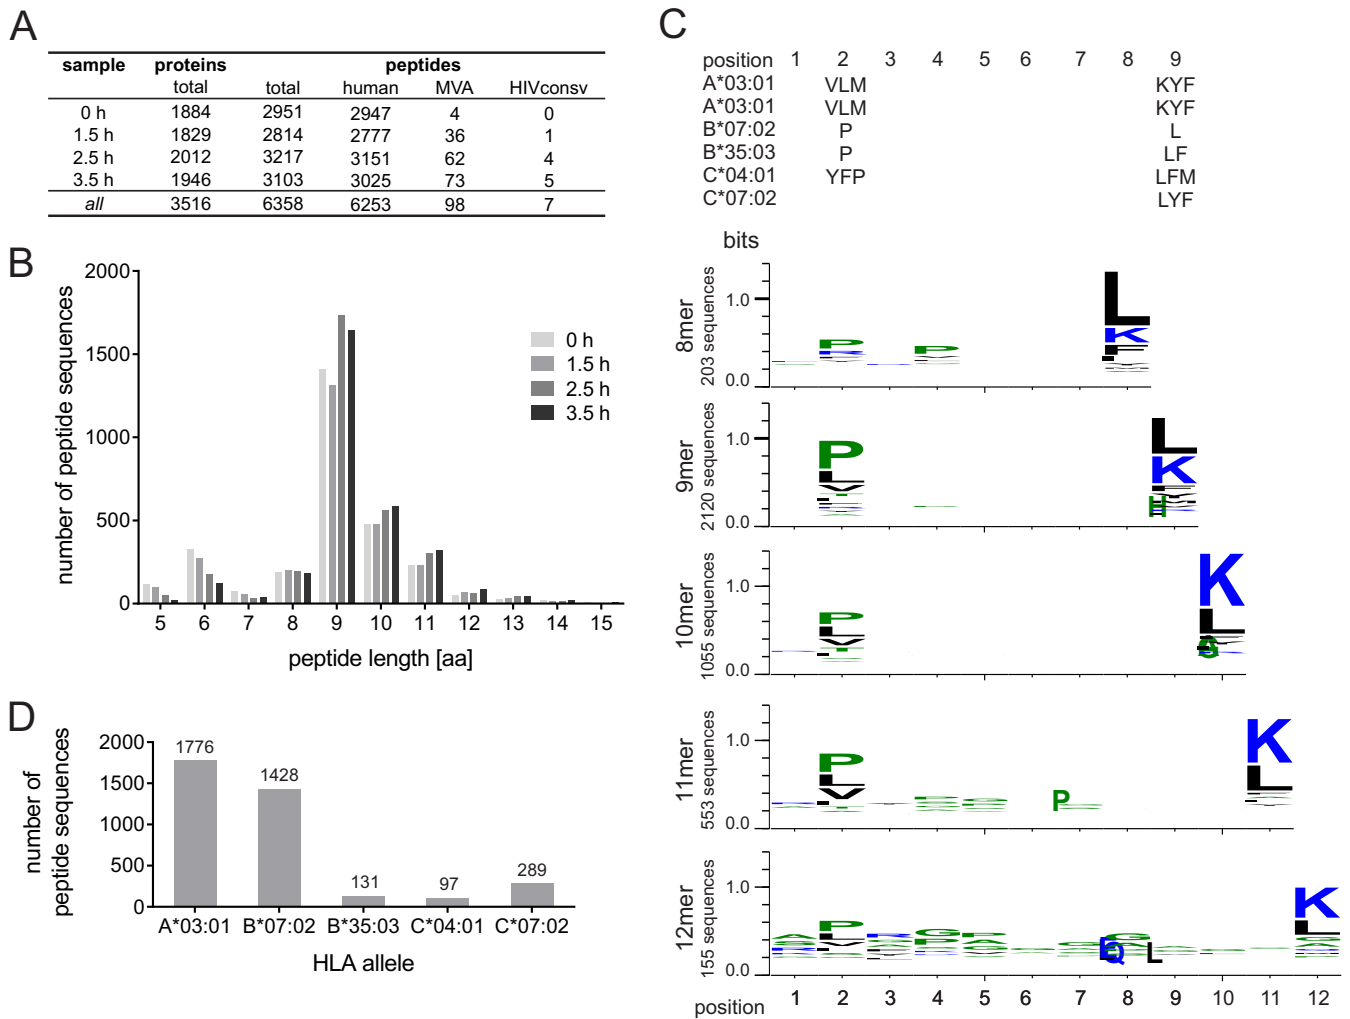 A
sample proteins peptides
total total human MVA HIVconsv
0 h 1884 2951 2947 4 0
1.5 h 1829 2814 2777 36 1
2.5 h 2012 3217 3151 62 4
3.5 h 1946 3103 3025 73 5
all 3516 6358 6253 98 7
B
number of peptide sequences
2000
1500
1000
500
0
0 h
1.5 h
2.5 h
3.5 h
5 6 7 8 9 10 11 12 13 14 15
peptide length [aa]
D
number of
peptide sequences
2000
1500
1000
500
0
1776
1428
131
97
289
A*03:01 B*07:02 B*35:03 C*04:01 C*07:02
HLA allele
C
position 1 2 3 4 5 6 7 8 9
A*03:01 VLM KYF
A*03:01 VLM KYF
B*07:02 P L
B*35:03 P LF
C*04:01 YFP LFM
C*07:02 LYF
bits
8mer
203 sequences
1.0
0.0
P
P
L
K
F
9mer
2120 sequences
1.0
0.0
P
L
V
L
K
H
10mer
1055 sequences
1.0
0.0
P
L
V
K
L
Q
11mer
553 sequences
1.0
0.0
P
L
V
P
K
L
12mer
155 sequences
1.0
0.0
P
L
V
G
P
A
Q
L
K
L
position 1 2 3 4 5 6 7 8 9 10 11 12